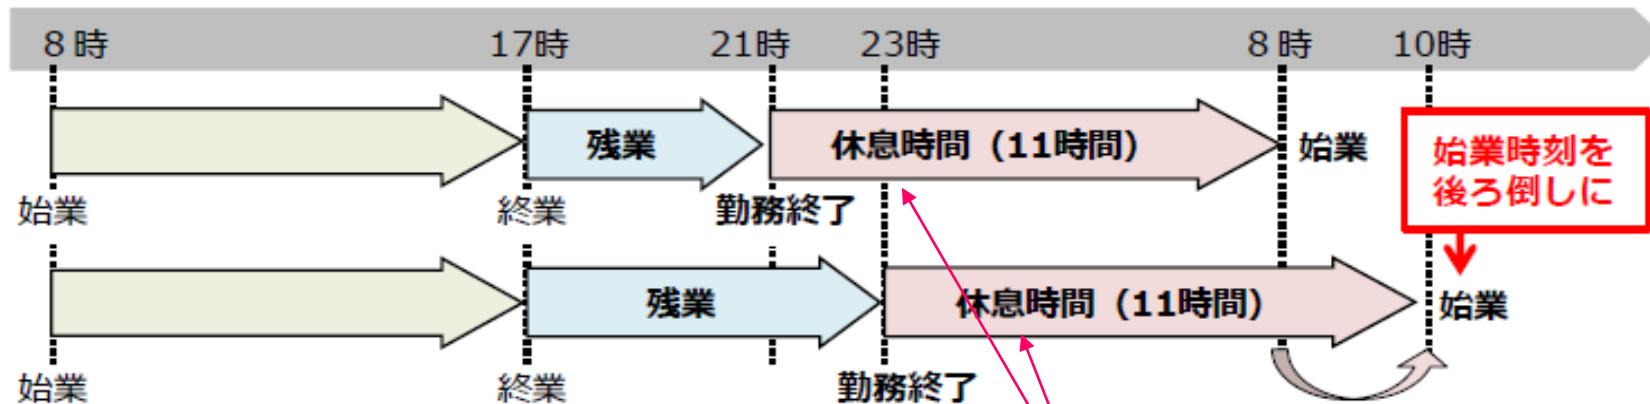 8時 17時 21時 23時 8時 10時
残業 休息時間（11時間） 始業
始業時刻を
後ろ倒しに
始業 終業 勤務終了
残業 休息時間（11時間） 始業
始業 終業 勤務終了